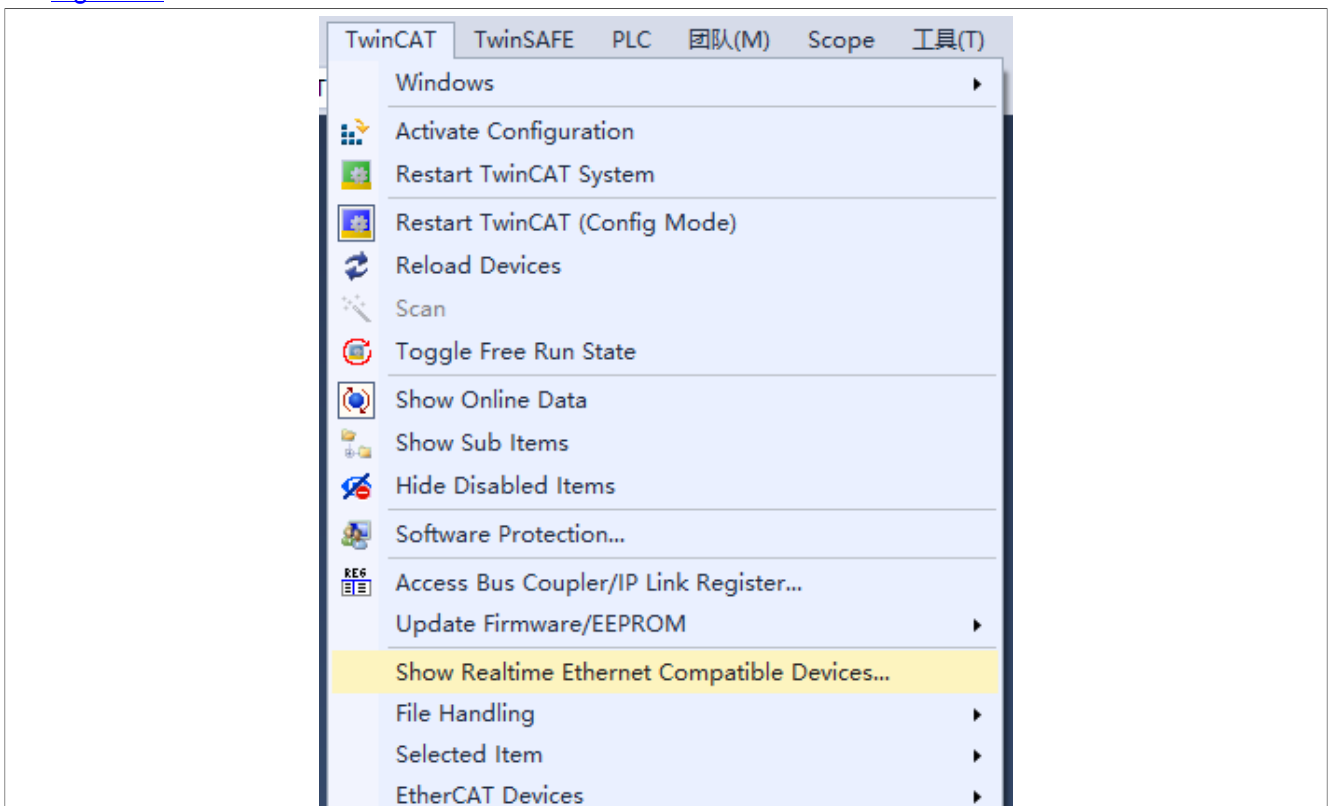 TwinCAT TwinSAFE PLC 团队(M) Scope 工具(T)
Windows
Activate Configuration
Restart TwinCAT System
Restart TwinCAT (Config Mode)
Reload Devices
Scan
Toggle Free Run State
Show Online Data
Show Sub Items
Hide Disabled Items
Software Protection...
REG
Access Bus Coupler/IP Link Register...
Update Firmware/EEPROM
Show Realtime Ethernet Compatible Devices...
File Handling
Selected Item
EtherCAT Devices